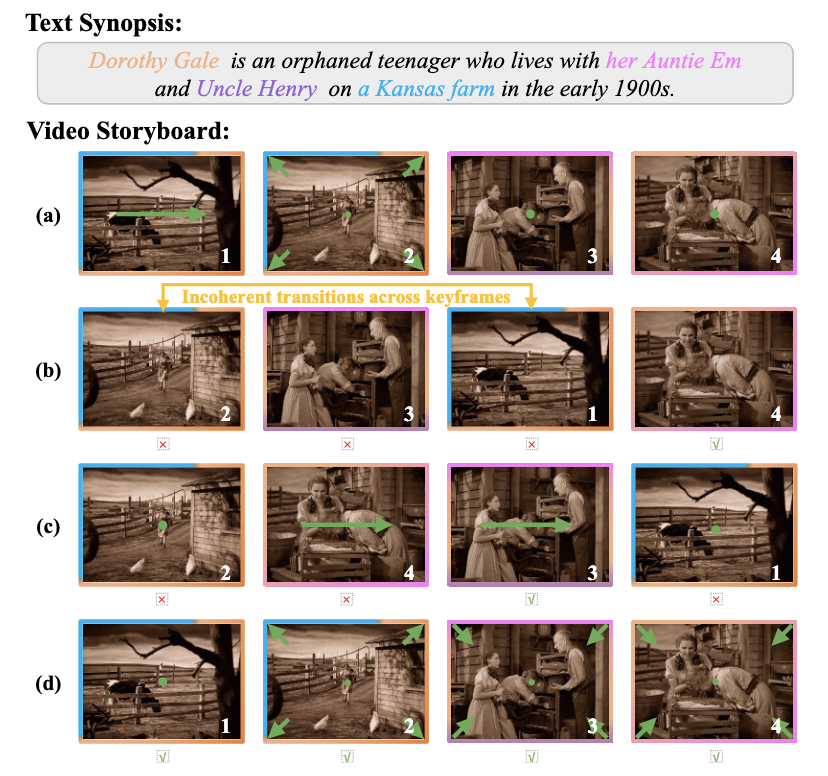 Text Synopsis:
Dorothy Gale is an orphaned teenager who lives with her Auntie Em
and Uncle Henry on a Kansas farm in the early 1900s.
Video Storyboard:
(a)
1
2
3
4
Incoherent transitions across keyframes
(b)
2
3
1
4
× × × √
(c)
2
4
3
1
× × √ ×
(d)
1
2
3
4
√ √ √ √